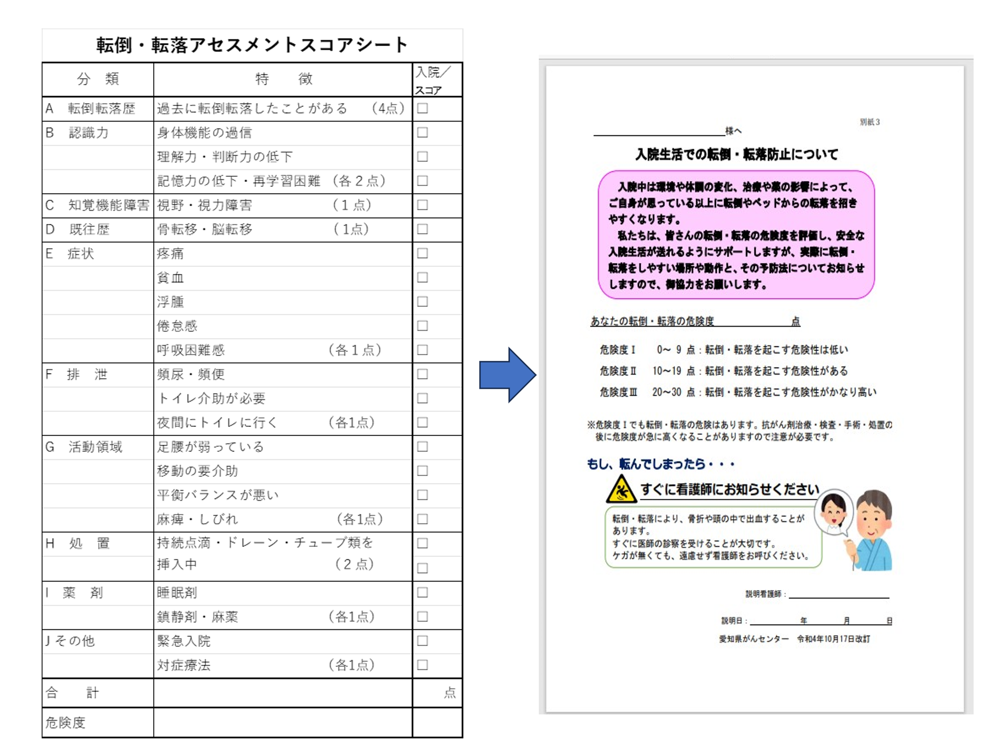 転倒・転落アセスメントスコアシート
分　類　特　　徴　入院／
スコア
A　転倒転落歴　過去に転倒転落したことがある　（4点）□
B　認識力　身体機能の過信　□
理解力・判断力の低下　□
記憶力の低下・再学習困難（各２点）□
C　知覚機能障害　視野・視力障害　（１点）□
D　既往歴　骨転移・脳転移　（1点）□
E　症状　疼痛　□
貧血　□
浮腫　□
倦怠感　□
呼吸困難感　（各１点）□
F　排　泄　頻尿・頻便　□
トイレ介助が必要　□
夜間にトイレに行く　（各1点）□
G　活動領域　足腰が弱っている　□
移動の要介助　□
平衡バランスが悪い　□
麻痺・しびれ　（各1点）□
H　処　置　持続点滴・ドレーン・チューブ類を　□
挿入中　（２点）□
I　薬　剤　睡眠剤　□
鎮静剤・麻薬　（各1点）□
J その他　緊急入院　□
対症療法　（各1点）□
合　　計　点
危険度
別紙３
様へ
入院生活での転倒・転落防止について
入院中は環境や体調の変化、治療や薬の影響によって、
ご自身が思っている以上に転倒やベッドからの転落を招き
やすくなります。
私たちは、皆さんの転倒・転落の危険度を評価し、安全な
入院生活が送れるようにサポートしますが、実際に転倒・
転落をしやすい場所や動作と、その予防法についてお知らせ
しますので、御協力をお願いします。
あなたの転倒・転落の危険度　　　　点
危険度Ⅰ　0～ 9 点：転倒・転落を起こす危険性は低い
危険度Ⅱ　10～19 点：転倒・転落を起こす危険性がある
危険度Ⅲ　20～30 点：転倒・転落を起こす危険性がかなり高い
※危険度Ⅰでも転倒・転落の危険はあります。抗がん剤治療・検査・手術・処置の
後に危険度が急に高くなることがありますので注意が必要です。
もし、転んでしまったら・・・
すぐに看護師にお知らせください
転倒・転落により、骨折や頭の中で出血することが
あります。
すぐに医師の診察を受けることが大切です。
ケガが無くても、遠慮せず看護師をお呼びください。
説明看護師：
説明日：　　　年　　　月　　　日
愛知県がんセンター　令和4年10月17日改訂